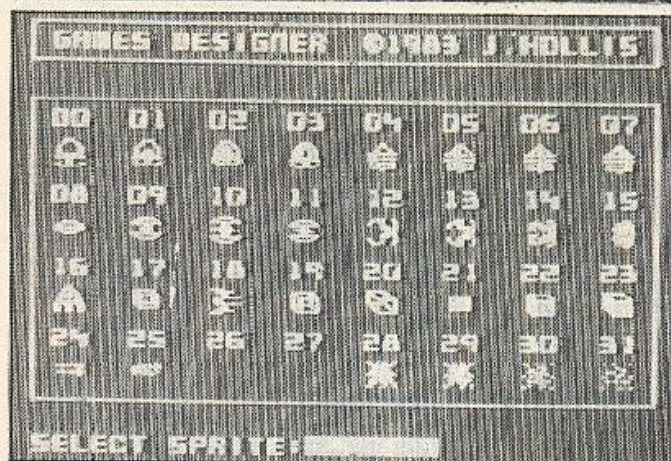 GAMES DESIGNER ©1983 J.HOLLIS
00 01 02 03 04 05 06 07
08 09 10 11 12 13 14 15
16 17 18 19 20 21 22 23
24 25 26 27 28 29 30 31
SELECT SPRITE: